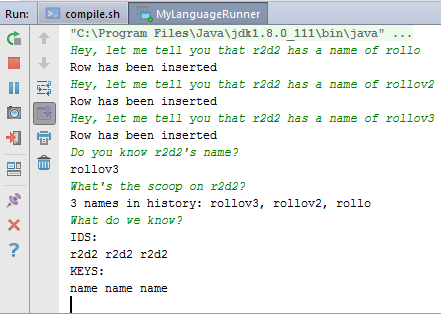 Run: compile.sh MyLanguageRunner
"C:\Program Files\Java\jdk1.8.0_111\bin\java" ...
Hey, let me tell you that r2d2 has a name of rollo
Row has been inserted
Hey, let me tell you that r2d2 has a name of rollov2
Row has been inserted
Hey, let me tell you that r2d2 has a name of rollov3
Row has been inserted
Do you know r2d2's name?
rollov3
What's the scoop on r2d2?
3 names in history: rollov3, rollov2, rollo
What do we know?
IDS:
r2d2 r2d2 r2d2
KEYS:
name name name